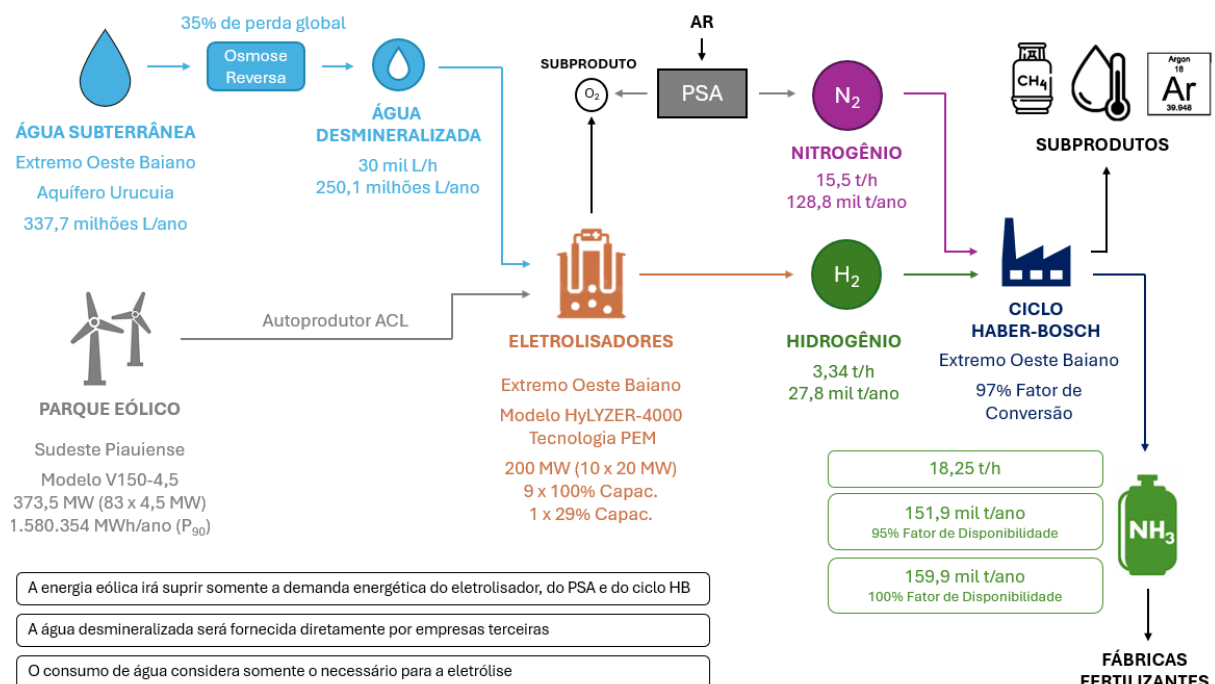 35% de perda global
Osmose
Reversa
ÁGUA SUBTERRÂNEA
Extremo Oeste Baiano
Aquífero Urucuia
337,7 milhões L/ano
ÁGUA
DESMINERALIZADA
30 mil L/h
250,1 milhões L/ano
SUBPRODUTO
O₂
AR
PSA
N₂
NITROGÊNIO
15,5 t/h
128,8 mil t/ano
CH₄
Argon
18
Ar
39.948
SUBPRODUTOS
Autoprodutor ACL
PARQUE EÓLICO
Sudeste Piauiense
Modelo V150-4,5
373,5 MW (83 x 4,5 MW)
1.580.354 MWh/ano (P₉₀)
ELETROLISADORES
Extremo Oeste Baiano
Modelo HyLYZER-4000
Tecnologia PEM
200 MW (10 x 20 MW)
9 x 100% Capac.
1 x 29% Capac.
H₂
HIDROGÊNIO
3,34 t/h
27,8 mil t/ano
CICLO
HABER-BOSCH
Extremo Oeste Baiano
97% Fator de
Conversão
18,25 t/h
151,9 mil t/ano
95% Fator de Disponibilidade
159,9 mil t/ano
100% Fator de Disponibilidade
NH₃
FÁBRICAS
FERTILIZANTES
A energia eólica irá suprir somente a demanda energética do eletrolisador, do PSA e do ciclo HB
A água desmineralizada será fornecida diretamente por empresas terceiras
O consumo de água considera somente o necessário para a eletrólise